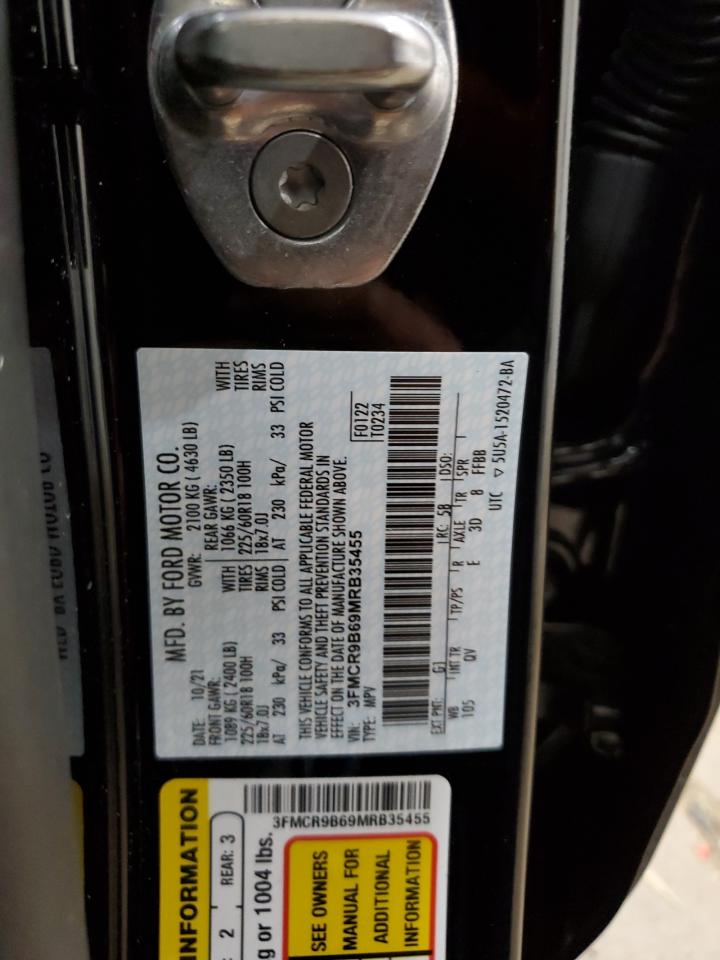 MFD. BY FORD MOTOR CO.
DATE: 10/21 GVWR: 2100 KG ( 4630 LB)
FRONT GAWR: REAR GAWR:
1089 KG ( 2400 LB) WITH 1066 KG ( 2350 LB) WITH
225/60R18 100H TIRES 225/60R18 100H TIRES
18x7.0J RIMS 18x7.0J RIMS
AT 230 kPa/ 33 PSI COLD AT 230 kPa/ 33 PSI COLD
THIS VEHICLE CONFORMS TO ALL APPLICABLE FEDERAL MOTOR
VEHICLE SAFETY AND THEFT PREVENTION STANDARDS IN
EFFECT ON THE DATE OF MANUFACTURE SHOWN ABOVE.
VIN: 3FMCR9B69MRB35455 F0122
TYPE: MPV T0234
EXT PNT: G1 RC: 58 DSO:
WB INT TR TP/PS R AXLE TR SPR
105 QV E 3D 8 FFBB
UTC ▽ 5U5A-1520472-BA
INFORMATION
2 REAR: 3
g or 1004 lbs.
3FMCR9B69MRB35455
SEE OWNERS
MANUAL FOR
ADDITIONAL
INFORMATION